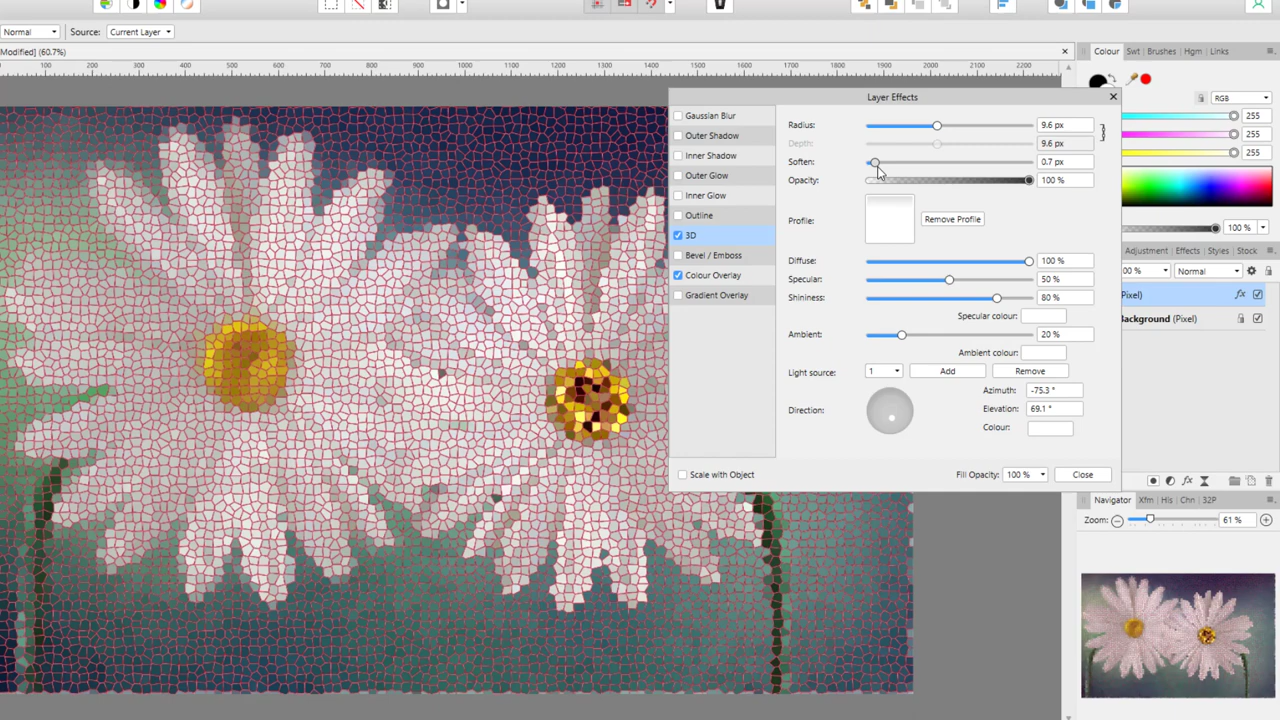 Normal Source: Current Layer
Modified] (60.7%)
100 200 300 400 500 600 700 800 900 1000 1100 1200 1300 1400 1500 1600 1700 1800 1900 2000 2100 2200
Layer Effects
Gaussian Blur
Outer Shadow
Inner Shadow
Outer Glow
Inner Glow
Outline
3D
Bevel / Emboss
Colour Overlay
Gradient Overlay
Radius: 9.6 px
Depth: 9.6 px
Soften: 0.7 px
Opacity: 100 %
Profile: Remove Profile
Diffuse: 100 %
Specular: 50 %
Shininess: 80 %
Specular colour:
Ambient: 20 %
Ambient colour:
Light source: 1 Add Remove
Azimuth: -75.3 °
Direction: Elevation: 69.1 °
Colour:
Scale with Object Fill Opacity: 100 % Close
Colour Swt Brushes Hgm Links
RGB
255
255
255
100 %
Adjustment Effects Styles Stock
00 % Normal
Pixel) fx
Background (Pixel)
fx
Navigator Xfm His Chn 32P
Zoom: 61 %